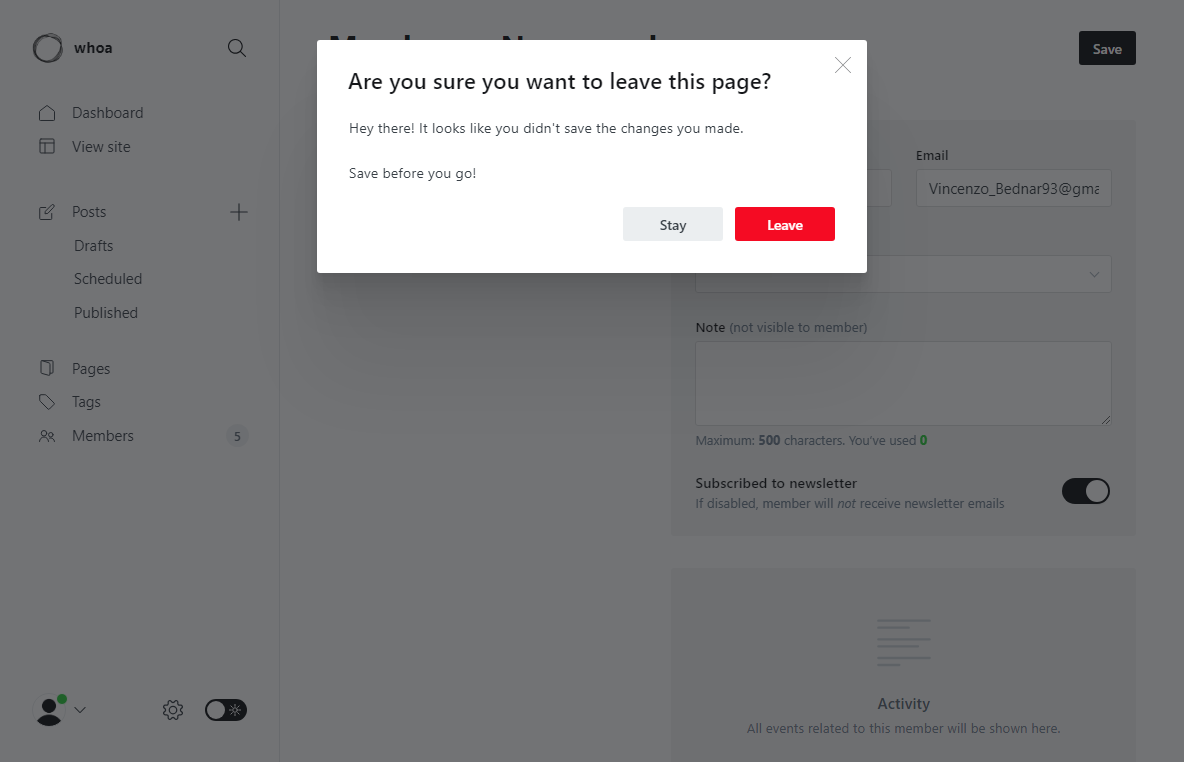 whoa
Dashboard
View site
Posts
Drafts
Scheduled
Published
Pages
Tags
Members 5
Save
Are you sure you want to leave this page?
Hey there! It looks like you didn't save the changes you made.
Save before you go!
Stay Leave
Email
Vincenzo_Bednar93@gma
Note (not visible to member)
Maximum: 500 characters. You've used 0
Subscribed to newsletter
If disabled, member will not receive newsletter emails
Activity
All events related to this member will be shown here.